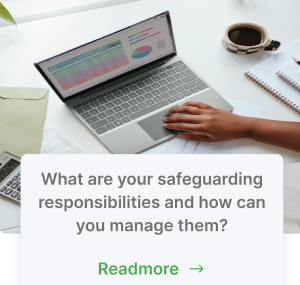 What are your safeguarding
responsibilities and how can
you manage them?
Readmore →